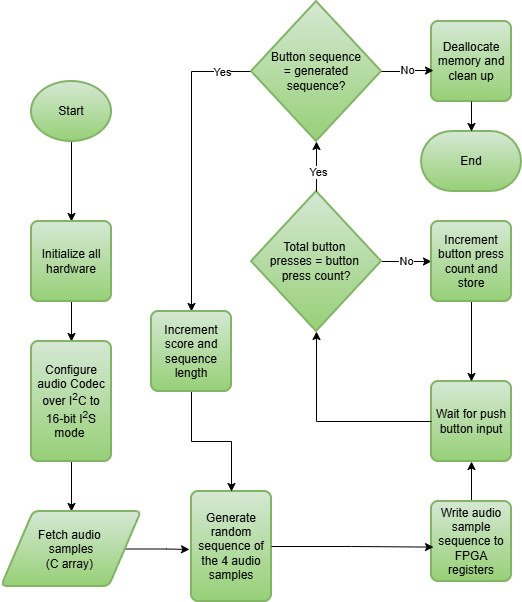 Start
Initialize all
hardware
Configure
audio Codec
over I²C to
16-bit I²S
mode
Fetch audio
samples
(C array)
Generate
random
sequence of
the 4 audio
samples
Write audio
sample
sequence to
FPGA
registers
Wait for push
button input
Total button
presses = button
press count?
No
Increment
button press
count and
store
Yes
Button sequence
= generated
sequence?
Yes
Increment
score and
sequence
length
No
Deallocate
memory and
clean up
End